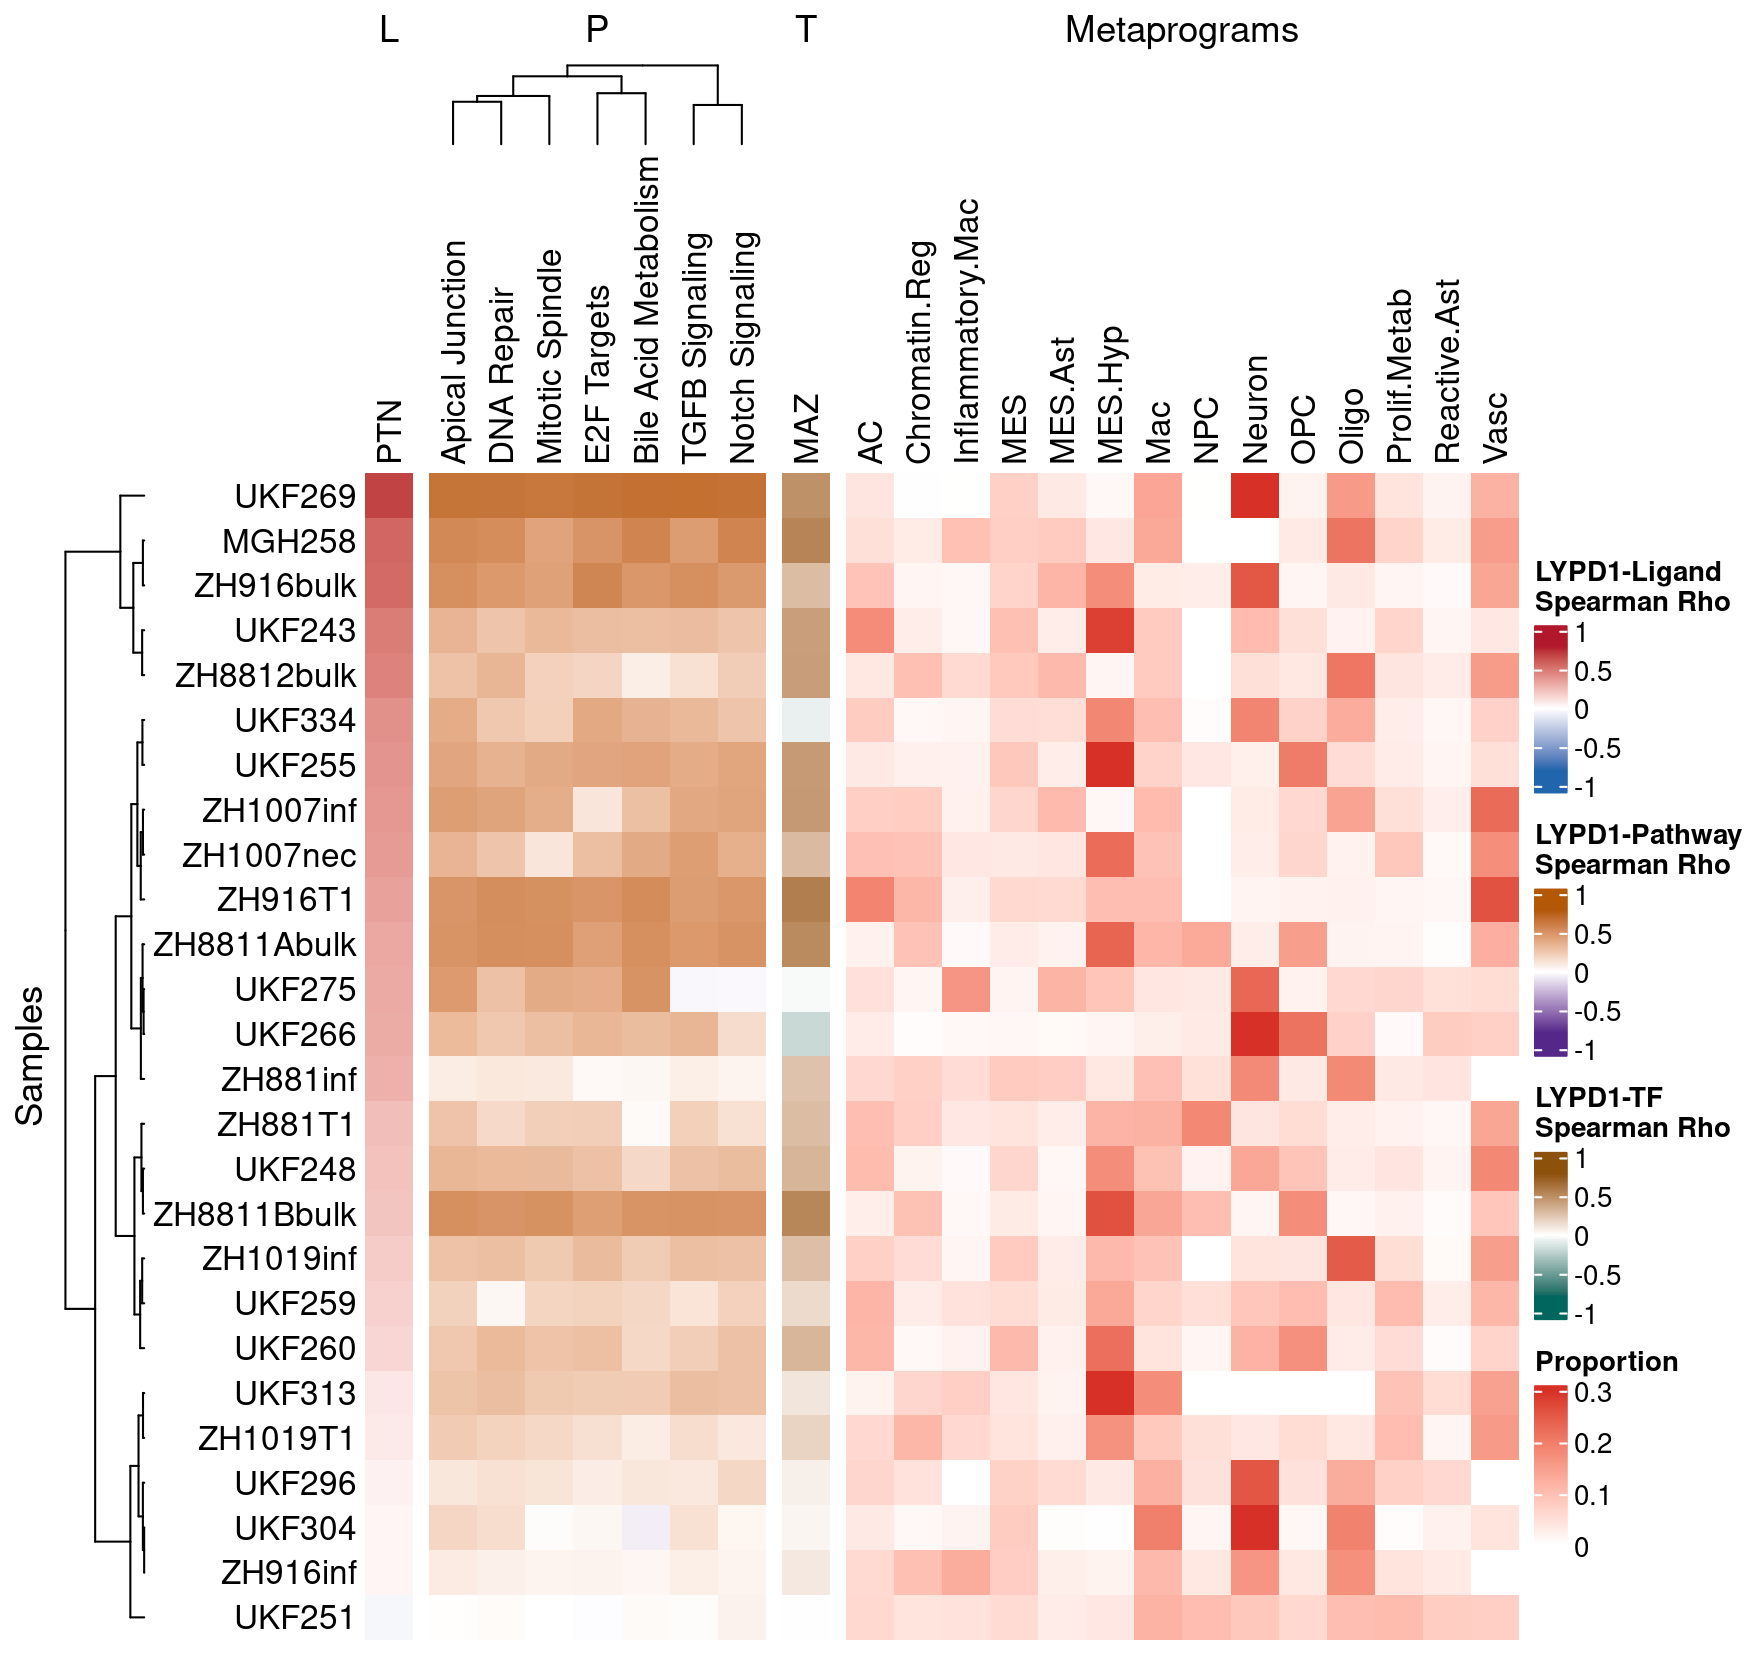 L P T Metaprograms
PTN
Apical Junction
DNA Repair
Mitotic Spindle
E2F Targets
Bile Acid Metabolism
TGFB Signaling
Notch Signaling
MAZ
AC
Chromatin.Reg
Inflammatory.Mac
MES
MES.Ast
MES.Hyp
Mac
NPC
Neuron
OPC
Oligo
Prolif.Metab
Reactive.Ast
Vasc
Samples
UKF269
MGH258
ZH916bulk
UKF243
ZH8812bulk
UKF334
UKF255
ZH1007inf
ZH1007nec
ZH916T1
ZH8811Abulk
UKF275
UKF266
ZH881inf
ZH881T1
UKF248
ZH8811Bbulk
ZH1019inf
UKF259
UKF260
UKF313
ZH1019T1
UKF296
UKF304
ZH916inf
UKF251
LYPD1-Ligand
Spearman Rho
1
0.5
0
-0.5
-1
LYPD1-Pathway
Spearman Rho
1
0.5
0
-0.5
-1
LYPD1-TF
Spearman Rho
1
0.5
0
-0.5
-1
Proportion
0.3
0.2
0.1
0